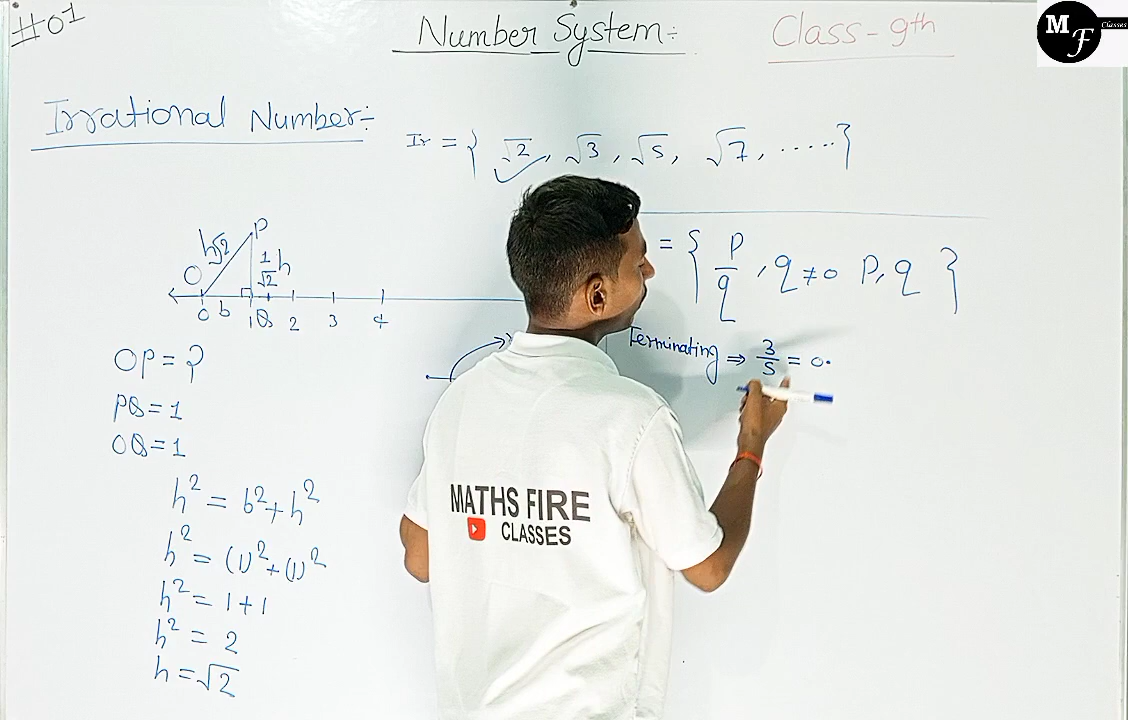 #01
Number System:-
Class-9th
M F Classes
Irrational Number:-
Ir = { √2, √3, √5, √7, ..... }
= { p/q, q≠0 P, q }
h √2
P
O
1
√2 h
b
0 1 Q 2 3 4
Terminating ⇒ 3/5 = 0.
OP = ?
PQ = 1
OQ = 1
h² = b² + h²
h² = (1)² + (1)²
h² = 1 + 1
h² = 2
h = √2
MATHS FIRE
CLASSES